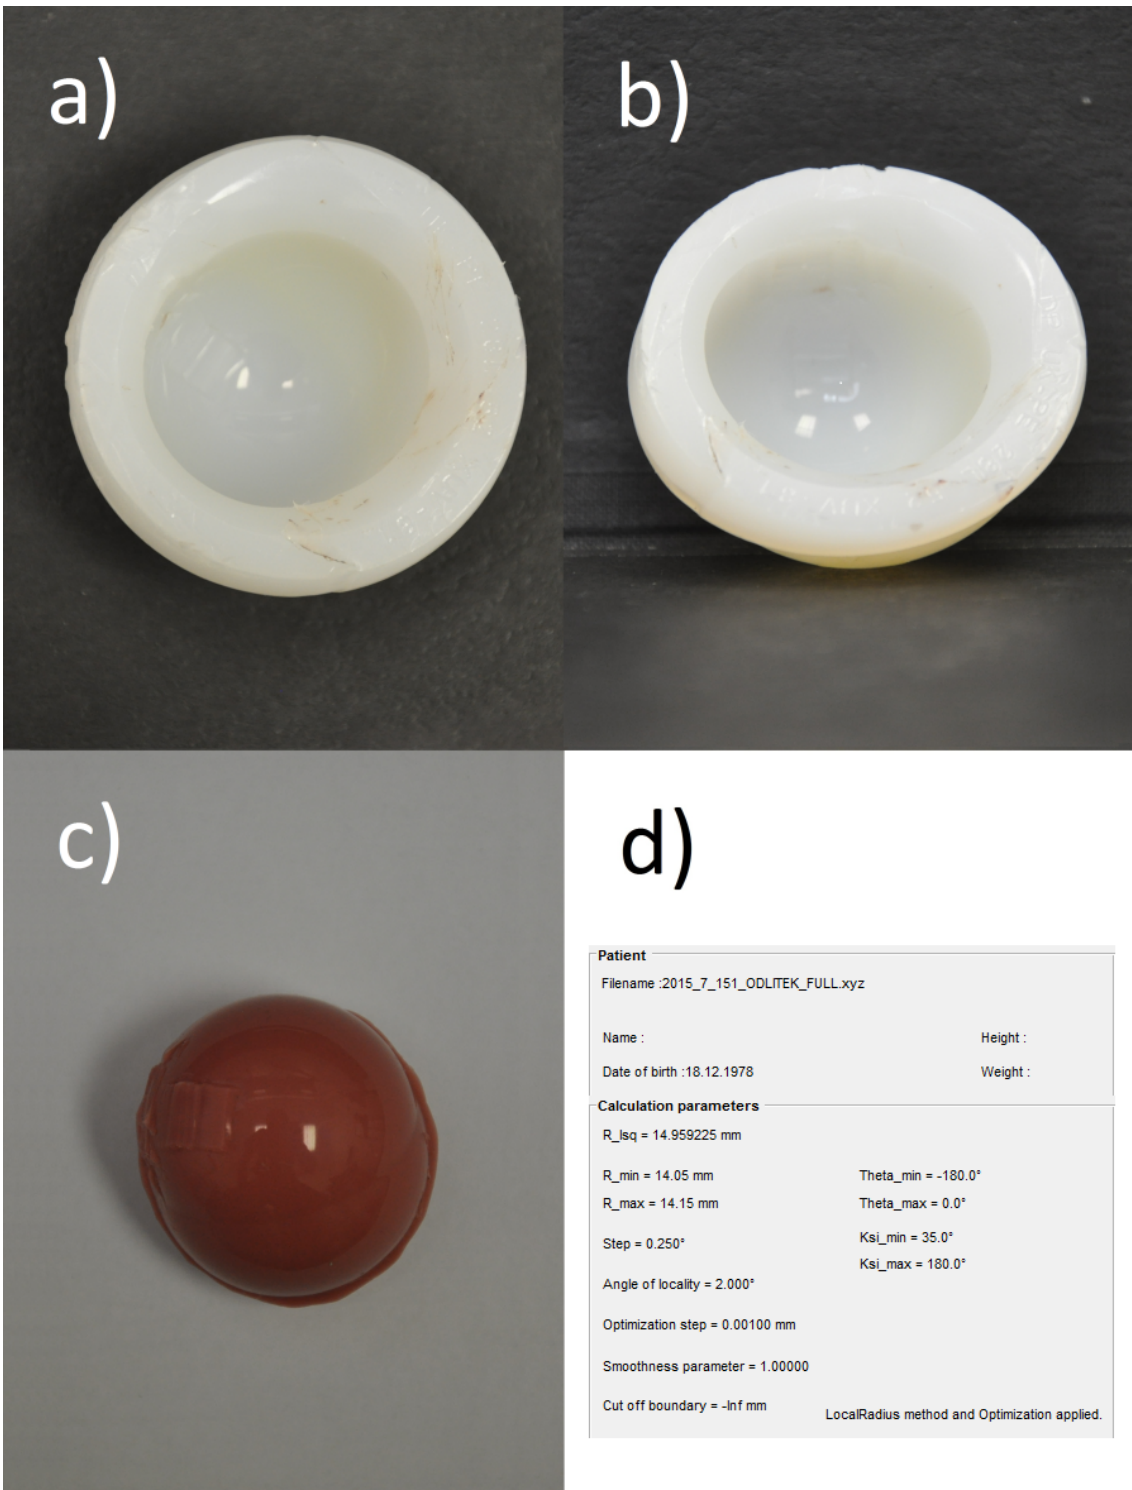 a)
b)
c)
d)
Patient
Filename :2015_7_151_ODLITEK_FULL.xyz
Name :
Height :
Date of birth :18.12.1978
Weight :
Calculation parameters
R_lsq = 14.959225 mm
R_min = 14.05 mm
Theta_min = -180.0°
R_max = 14.15 mm
Theta_max = 0.0°
Step = 0.250°
Ksi_min = 35.0°
Ksi_max = 180.0°
Angle of locality = 2.000°
Optimization step = 0.00100 mm
Smoothness parameter = 1.00000
Cut off boundary = -Inf mm
LocalRadius method and Optimization applied.